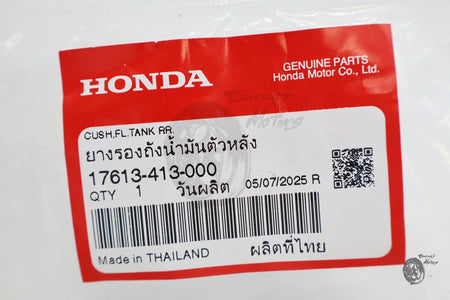 HONDA
GENUINE PARTS
Honda Motor Co., Ltd.
CUSH,FL.TANK RR.
ยางรองถังน้ำมันตัวหลัง
17613-413-000
QTY 1 วันผลิต 05/07/2025 R
Made in THAILAND ผลิตที่ไทย